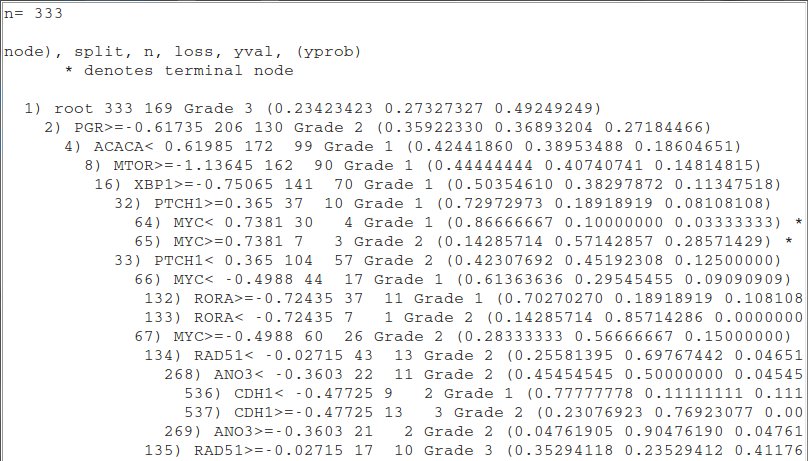 n= 333
node), split, n, loss, yval, (yprob)
* denotes terminal node
1) root 333 169 Grade 3 (0.23423423 0.27327327 0.49249249)
2) PGR>=-0.61735 206 130 Grade 2 (0.35922330 0.36893204 0.27184466)
4) ACACA< 0.61985 172 99 Grade 1 (0.42441860 0.38953488 0.18604651)
8) MTOR>=-1.13645 162 90 Grade 1 (0.44444444 0.40740741 0.14814815)
16) XBP1>=-0.75065 141 70 Grade 1 (0.50354610 0.38297872 0.11347518)
32) PTCH1>=0.365 37 10 Grade 1 (0.72972973 0.18918919 0.08108108)
64) MYC< 0.7381 30 4 Grade 1 (0.86666667 0.10000000 0.03333333) *
65) MYC>=0.7381 7 3 Grade 2 (0.14285714 0.57142857 0.28571429) *
33) PTCH1< 0.365 104 57 Grade 2 (0.42307692 0.45192308 0.12500000)
66) MYC< -0.4988 44 17 Grade 1 (0.61363636 0.29545455 0.09090909)
132) RORA>=-0.72435 37 11 Grade 1 (0.70270270 0.18918919 0.108108
133) RORA< -0.72435 7 1 Grade 2 (0.14285714 0.85714286 0.0000000
67) MYC>=-0.4988 60 26 Grade 2 (0.28333333 0.56666667 0.15000000)
134) RAD51< -0.02715 43 13 Grade 2 (0.25581395 0.69767442 0.04651
268) ANO3< -0.3603 22 11 Grade 2 (0.45454545 0.50000000 0.04545
536) CDH1< -0.47725 9 2 Grade 1 (0.77777778 0.11111111 0.111
537) CDH1>=-0.47725 13 3 Grade 2 (0.23076923 0.76923077 0.00
269) ANO3>=-0.3603 21 2 Grade 2 (0.04761905 0.90476190 0.04761
135) RAD51>=-0.02715 17 10 Grade 3 (0.35294118 0.23529412 0.41176